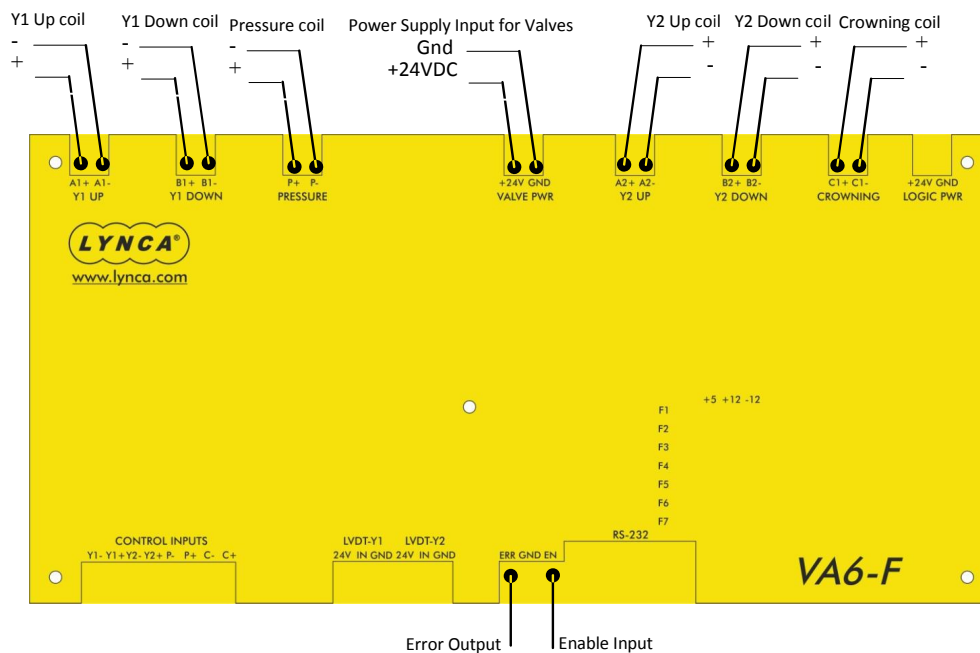 Y1 Up coil Y1 Down coil Pressure coil Power Supply Input for Valves Y2 Up coil Y2 Down coil Crowning coil
- - - Gnd + + +
+ + + +24VDC - - -
A1+ A1- B1+ B1- P+ P- +24V GND A2+ A2- B2+ B2- C1+ C1- +24V GND
Y1 UP Y1 DOWN PRESSURE VALVE PWR Y2 UP Y2 DOWN CROWNING LOGIC PWR
LYNCA®
www.lynca.com
+5 +12 -12
F1
F2
F3
F4
F5
F6
F7
CONTROL INPUTS LVDT-Y1 LVDT-Y2 RS-232
Y1- Y1+ Y2- Y2+ P- P+ C- C+ 24V IN GND 24V IN GND ERR GND EN
VA6-F
Error Output Enable Input